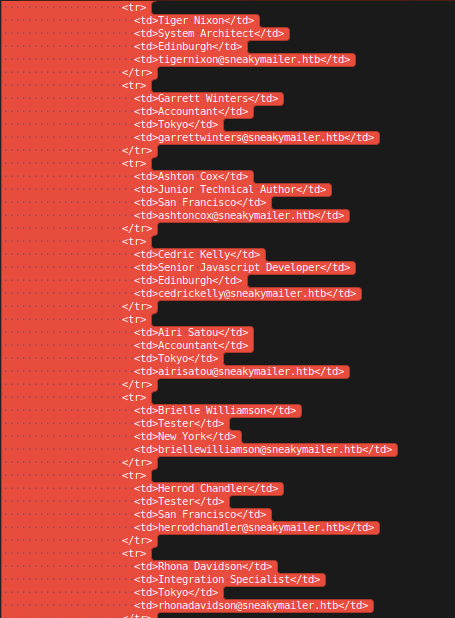 <tr>
<td>Tiger Nixon</td>
<td>System Architect</td>
<td>Edinburgh</td>
<td>tigernixon@sneakymailer.htb</td>
</tr>
<tr>
<td>Garrett Winters</td>
<td>Accountant</td>
<td>Tokyo</td>
<td>garrettwinters@sneakymailer.htb</td>
</tr>
<tr>
<td>Ashton Cox</td>
<td>Junior Technical Author</td>
<td>San Francisco</td>
<td>ashtoncox@sneakymailer.htb</td>
</tr>
<tr>
<td>Cedric Kelly</td>
<td>Senior Javascript Developer</td>
<td>Edinburgh</td>
<td>cedrickelly@sneakymailer.htb</td>
</tr>
<tr>
<td>Airi Satou</td>
<td>Accountant</td>
<td>Tokyo</td>
<td>airisatou@sneakymailer.htb</td>
</tr>
<tr>
<td>Brielle Williamson</td>
<td>Tester</td>
<td>New York</td>
<td>briellewilliamson@sneakymailer.htb</td>
</tr>
<tr>
<td>Herrod Chandler</td>
<td>Tester</td>
<td>San Francisco</td>
<td>herrodchandler@sneakymailer.htb</td>
</tr>
<tr>
<td>Rhona Davidson</td>
<td>Integration Specialist</td>
<td>Tokyo</td>
<td>rhonadavidson@sneakymailer.htb</td>
</tr>